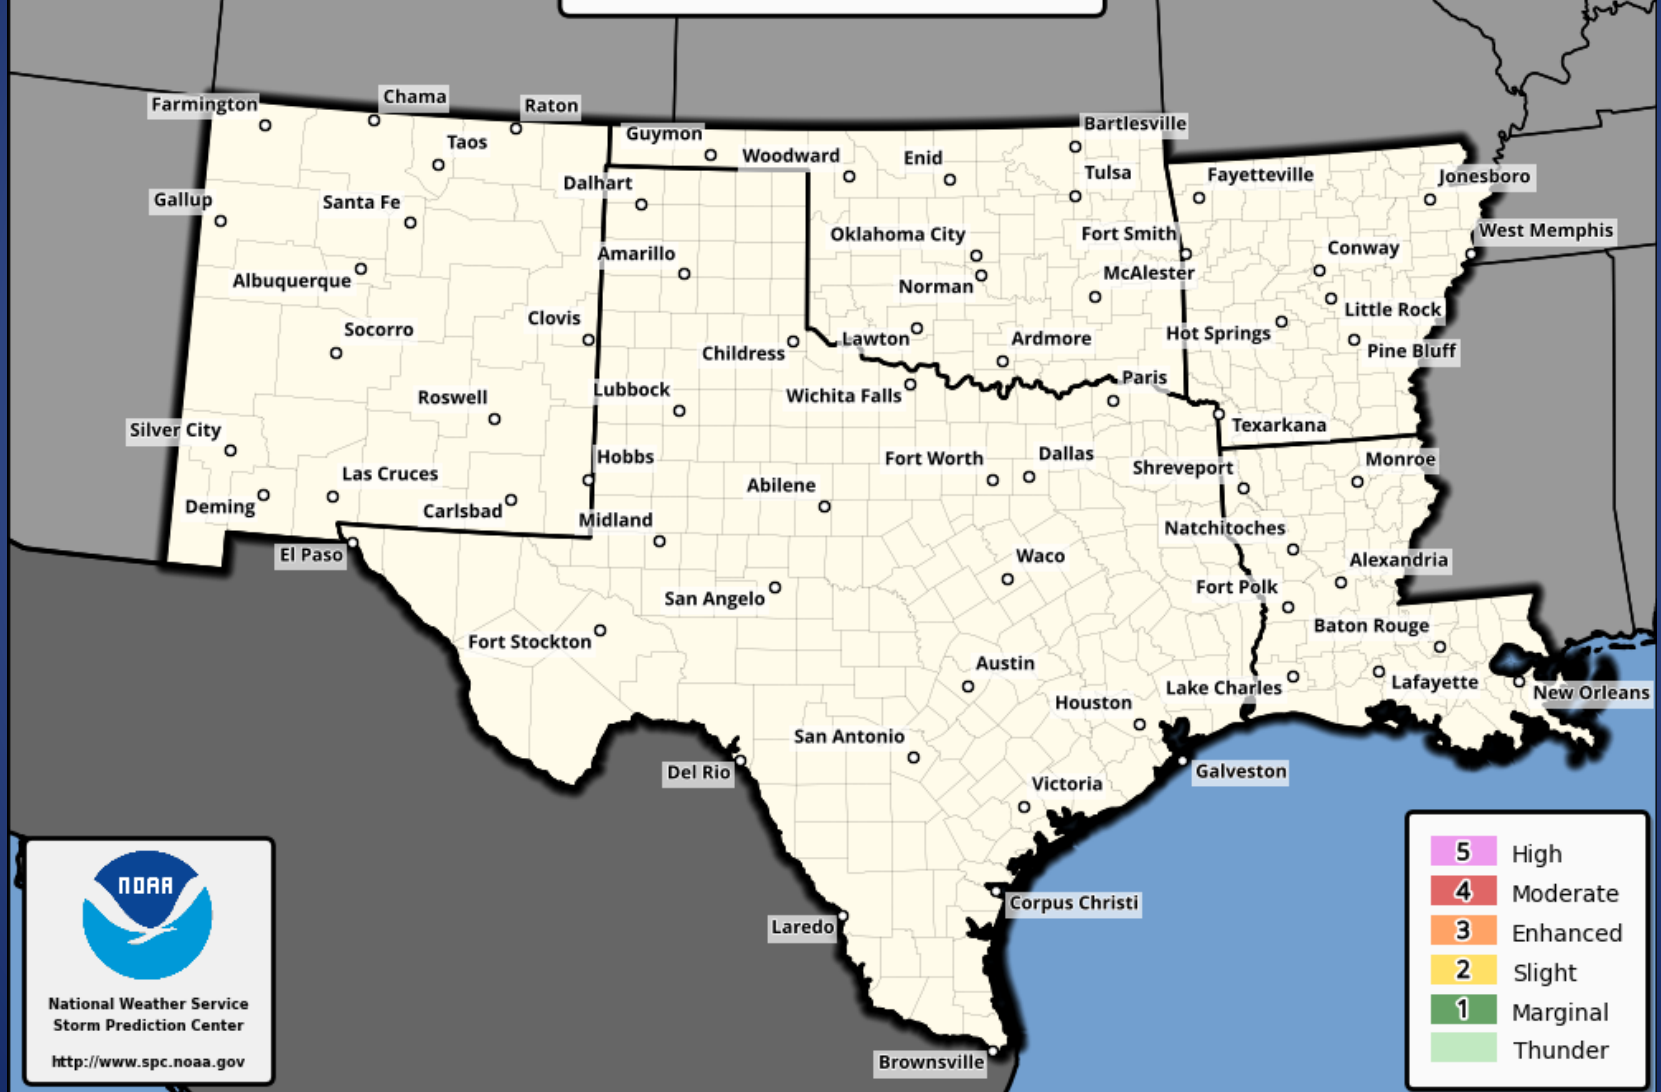 Farmington
Chama
Raton
Guymon
Bartlesville
Taos
Woodward
Enid
Tulsa
Fayetteville
Jonesboro
Dalhart
Gallup
Santa Fe
Oklahoma City
Fort Smith
West Memphis
Conway
Amarillo
Albuquerque
Norman
McAlester
Clovis
Socorro
Little Rock
Hot Springs
Childress
Lawton
Ardmore
Pine Bluff
Paris
Lubbock
Roswell
Wichita Falls
Texarkana
Silver City
Hobbs
Fort Worth
Dallas
Monroe
Shreveport
Las Cruces
Abilene
Deming
Carlsbad
Midland
Natchitoches
El Paso
Waco
Alexandria
San Angelo
Fort Polk
Baton Rouge
Fort Stockton
Austin
Lake Charles
Lafayette
New Orleans
Houston
San Antonio
Del Rio
Galveston
Victoria
Corpus Christi
Laredo
Brownsville
NOAA
National Weather Service
Storm Prediction Center
http://www.spc.noaa.gov
5 High
4 Moderate
3 Enhanced
2 Slight
1 Marginal
Thunder